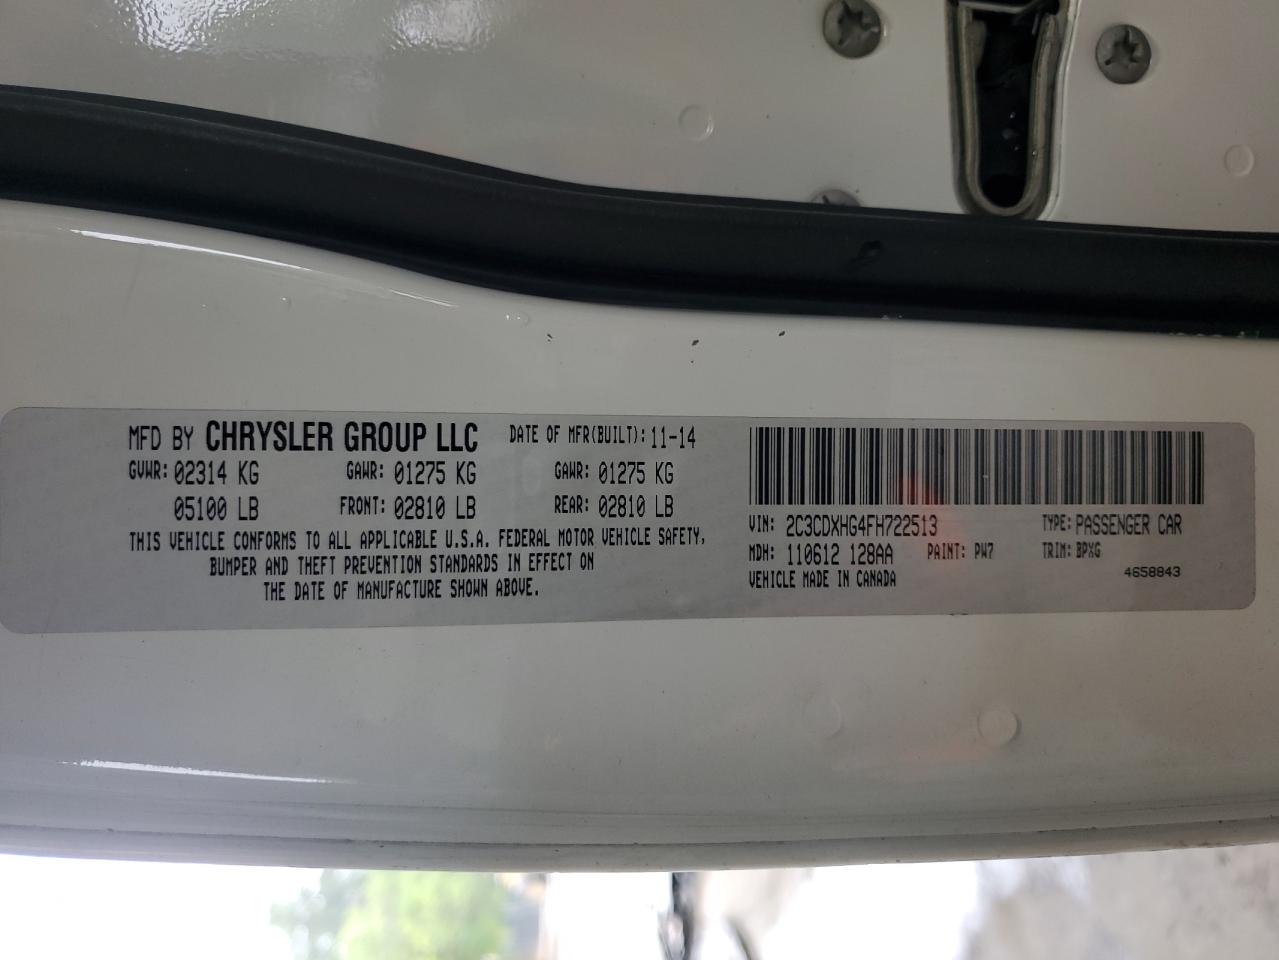 MFD BY CHRYSLER GROUP LLC DATE OF MFR(BUILT): 11-14
GVWR: 02314 KG GAWR: 01275 KG GAWR: 01275 KG
05100 LB FRONT: 02810 LB REAR: 02810 LB
THIS VEHICLE CONFORMS TO ALL APPLICABLE U.S.A. FEDERAL MOTOR VEHICLE SAFETY,
BUMPER AND THEFT PREVENTION STANDARDS IN EFFECT ON
THE DATE OF MANUFACTURE SHOWN ABOVE.
VIN: 2C3CDXHG4FH722513 TYPE: PASSENGER CAR
MDH: 110612 128AA PAINT: PW7 TRIM: BPXG
VEHICLE MADE IN CANADA 4658843